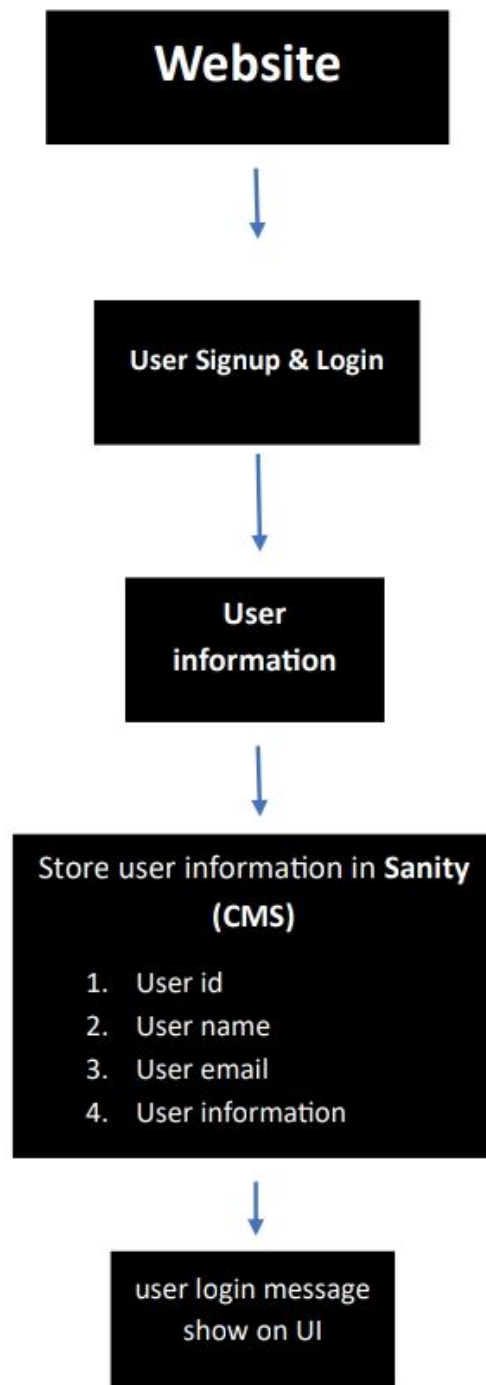 Website
User Signup & Login
User
information
Store user information in Sanity
(CMS)
1. User id
2. User name
3. User email
4. User information
user login message
show on UI